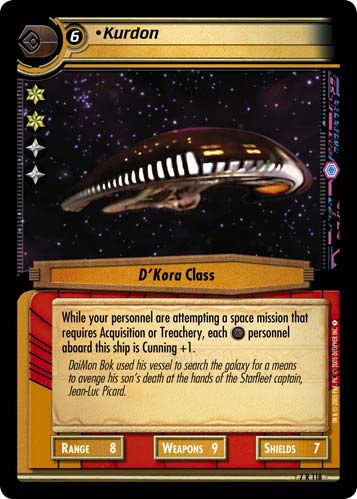 6
•Kurdon
D'Kora Class
While your personnel are attempting a space mission that
requires Acquisition or Treachery, each personnel
aboard this ship is Cunning +1.
DaiMon Bok used his vessel to search the galaxy for a means
to avenge his son's death at the hands of the Starfleet captain,
Jean-Luc Picard.
RANGE 8 WEAPONS 9 SHIELDS 7
7 R 118